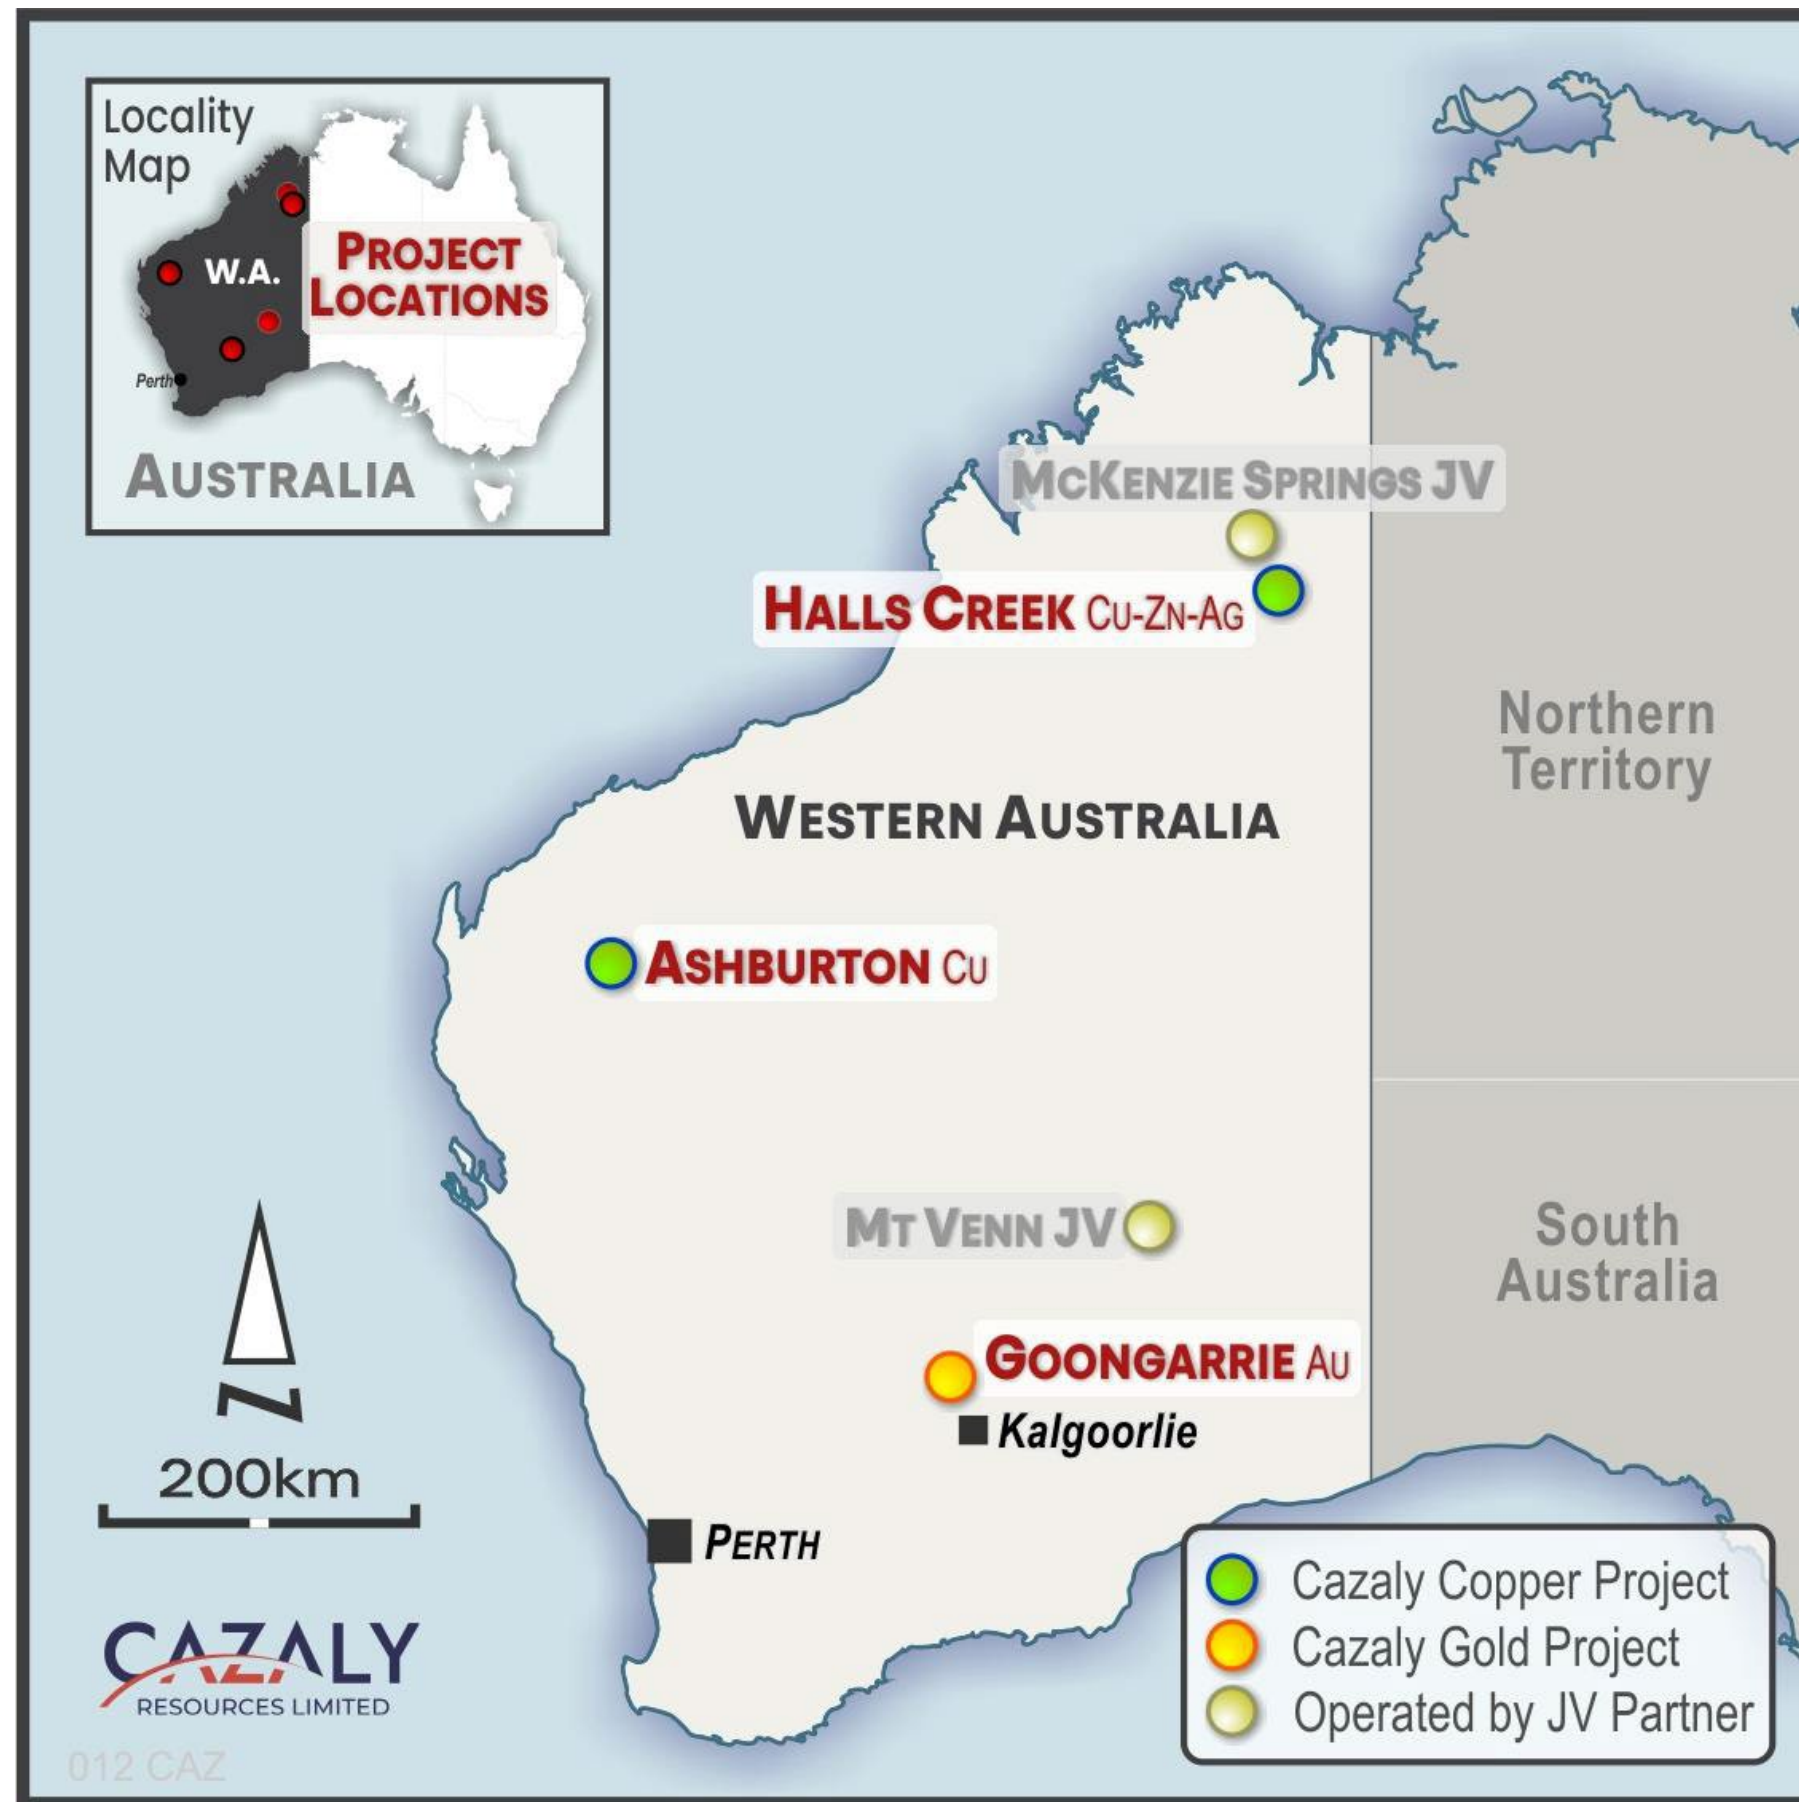 Locality
Map
W.A.
PROJECT
LOCATIONS
Perth
AUSTRALIA
MCKENZIE SPRINGS JV
HALLS CREEK CU-ZN-AG
Northern
Territory
WESTERN AUSTRALIA
ASHBURTON CU
MT VENN JV
South
Australia
GOONGARRIE AU
Kalgoorlie
N
200km
PERTH
Cazaly Copper Project
Cazaly Gold Project
Operated by JV Partner
CAZALY
RESOURCES LIMITED
012 CAZ